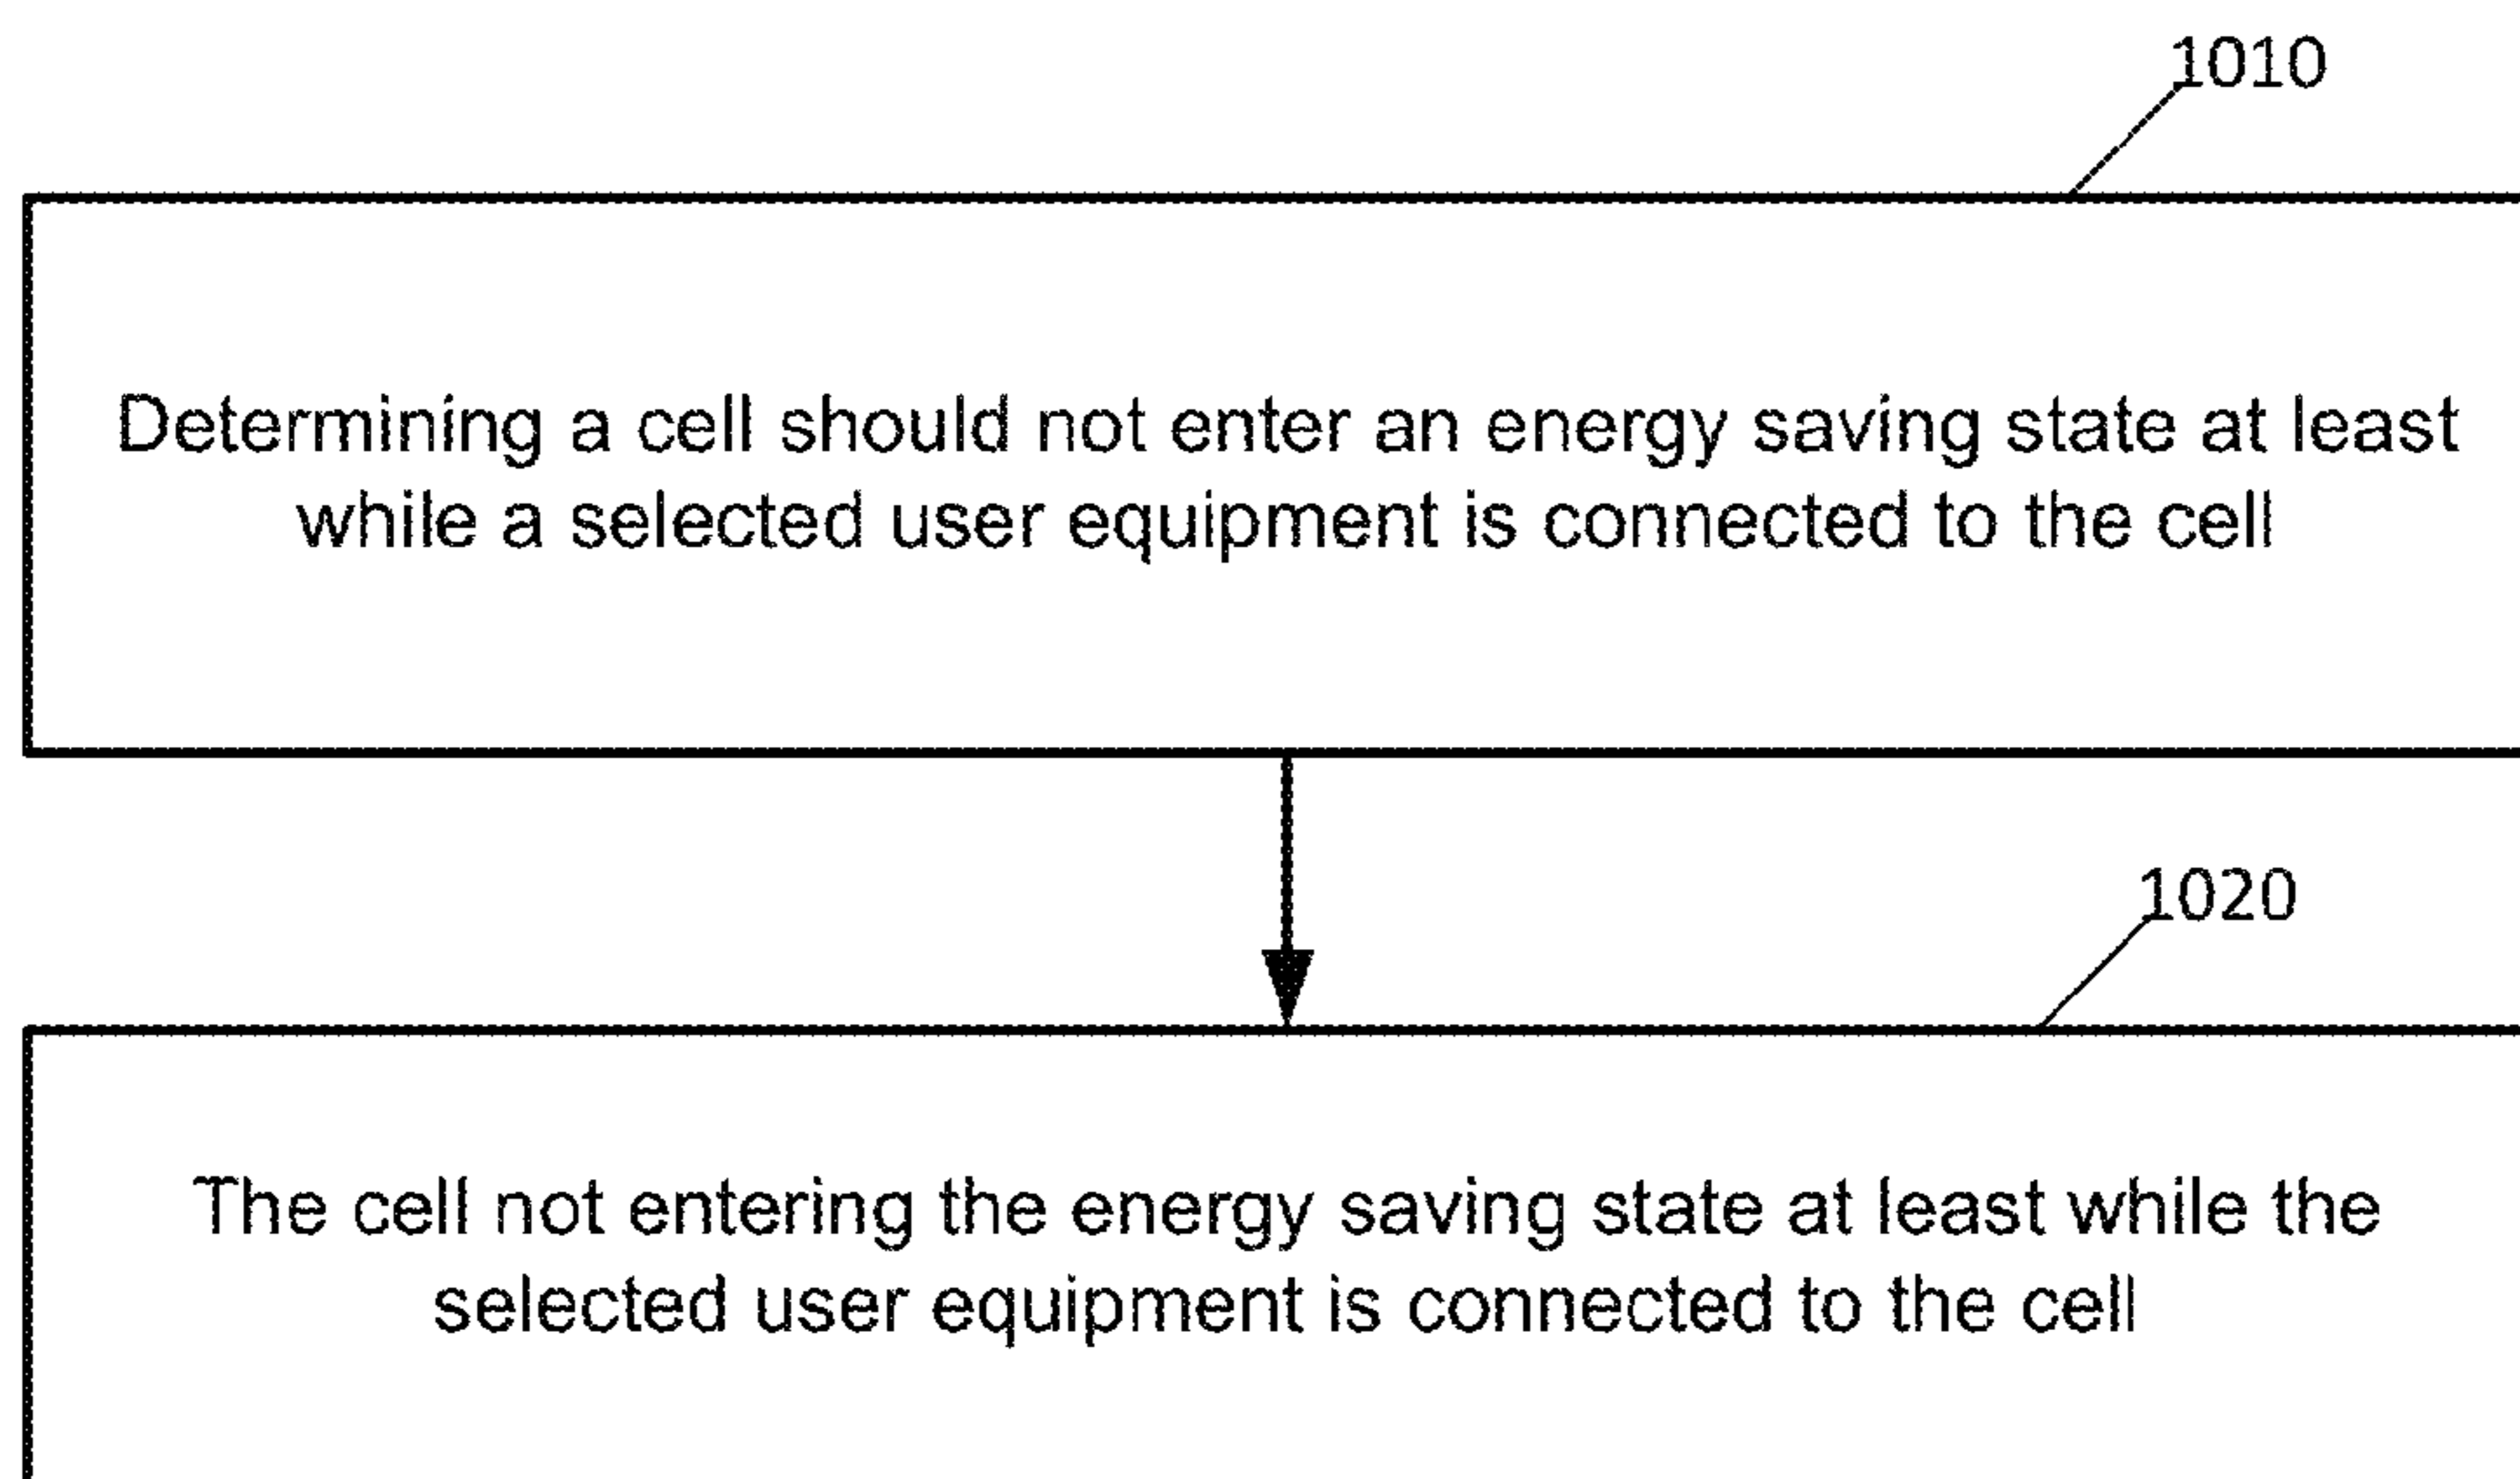 1010
Determining a cell should not enter an energy saving state at least
while a selected user equipment is connected to the cell
1020
The cell not entering the energy saving state at least while the
selected user equipment is connected to the cell